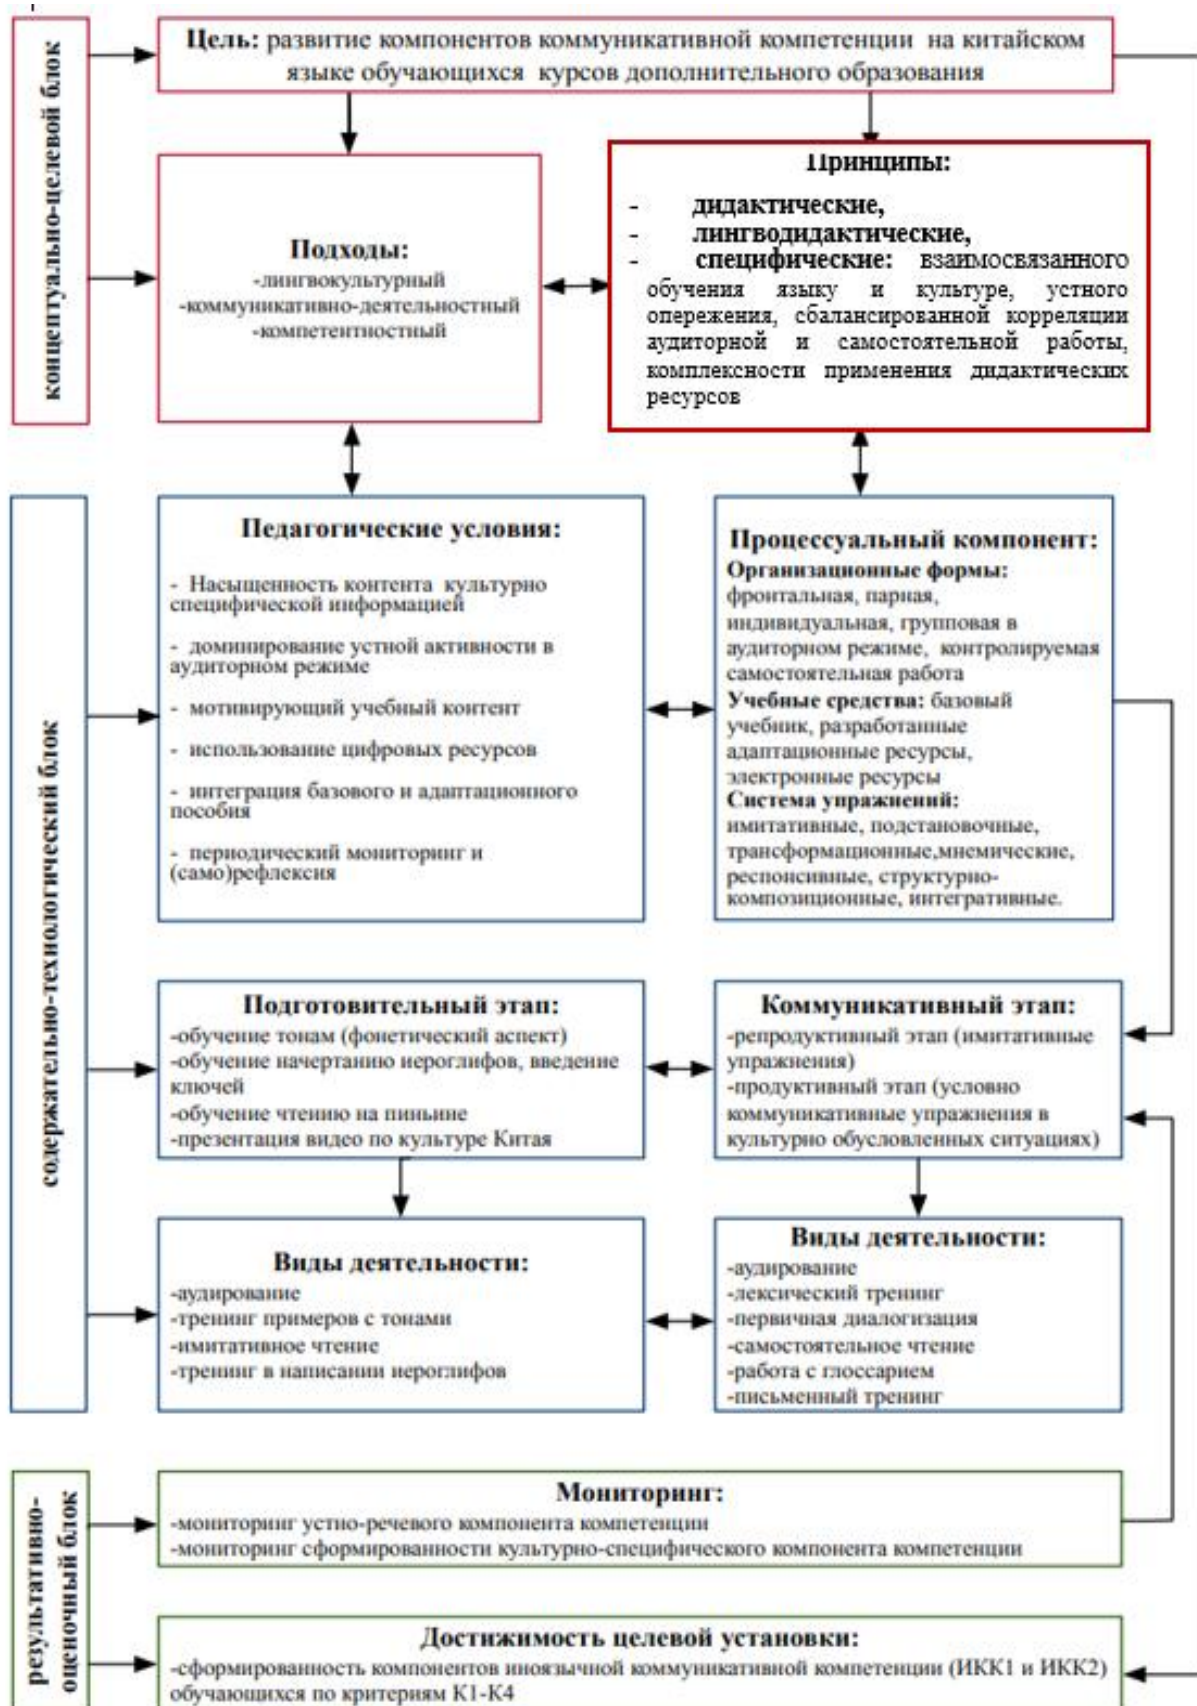 концептуально-целевой блок
Цель: развитие компонентов коммуникативной компетенции на китайском
языке обучающихся курсов дополнительного образования
Подходы:
-лингвокультурный
-коммуникативно-деятельностный
-компетентностный
Принципы:
- дидактические,
- лингводидактические,
- специфические: взаимосвязанного
обучения языку и культуре, устного
опережения, сбалансированной корреляции
аудиторной и самостоятельной работы,
комплексности применения дидактических
ресурсов
содержательно-технологический блок
Педагогические условия:
- Насыщенность контента культурно
специфической информацией
- доминирование устной активности в
аудиторном режиме
- мотивирующий учебный контент
- использование цифровых ресурсов
- интеграция базового и адаптационного
пособия
- периодический мониторинг и
(само)рефлексия
Процессуальный компонент:
Организационные формы:
фронтальная, парная,
индивидуальная, групповая в
аудиторном режиме, контролируемая
самостоятельная работа
Учебные средства: базовый
учебник, разработанные
адаптационные ресурсы,
электронные ресурсы
Система упражнений:
имитативные, подстановочные,
трансформационные,мнемические,
респонсивные, структурно-
композиционные, интегративные.
Подготовительный этап:
-обучение тонам (фонетический аспект)
-обучение начертанию иероглифов, введение
ключей
-обучение чтению на пиньине
-презентация видео по культуре Китая
Коммуникативный этап:
-репродуктивный этап (имитативные
упражнения)
-продуктивный этап (условно
коммуникативные упражнения в
культурно обусловленных ситуациях)
Виды деятельности:
-аудирование
-тренинг примеров с тонами
-имитативное чтение
-тренинг в написании иероглифов
Виды деятельности:
-аудирование
-лексический тренинг
-первичная диалогизация
-самостоятельное чтение
-работа с глоссарием
-письменный тренинг
результативно-
оценочный блок
Мониторинг:
-мониторинг устно-речевого компонента компетенции
-мониторинг сформированности культурно-специфического компонента компетенции
Достижимость целевой установки:
-сформированность компонентов иноязычной коммуникативной компетенции (ИКК1 и ИКК2)
обучающихся по критериям К1-К4